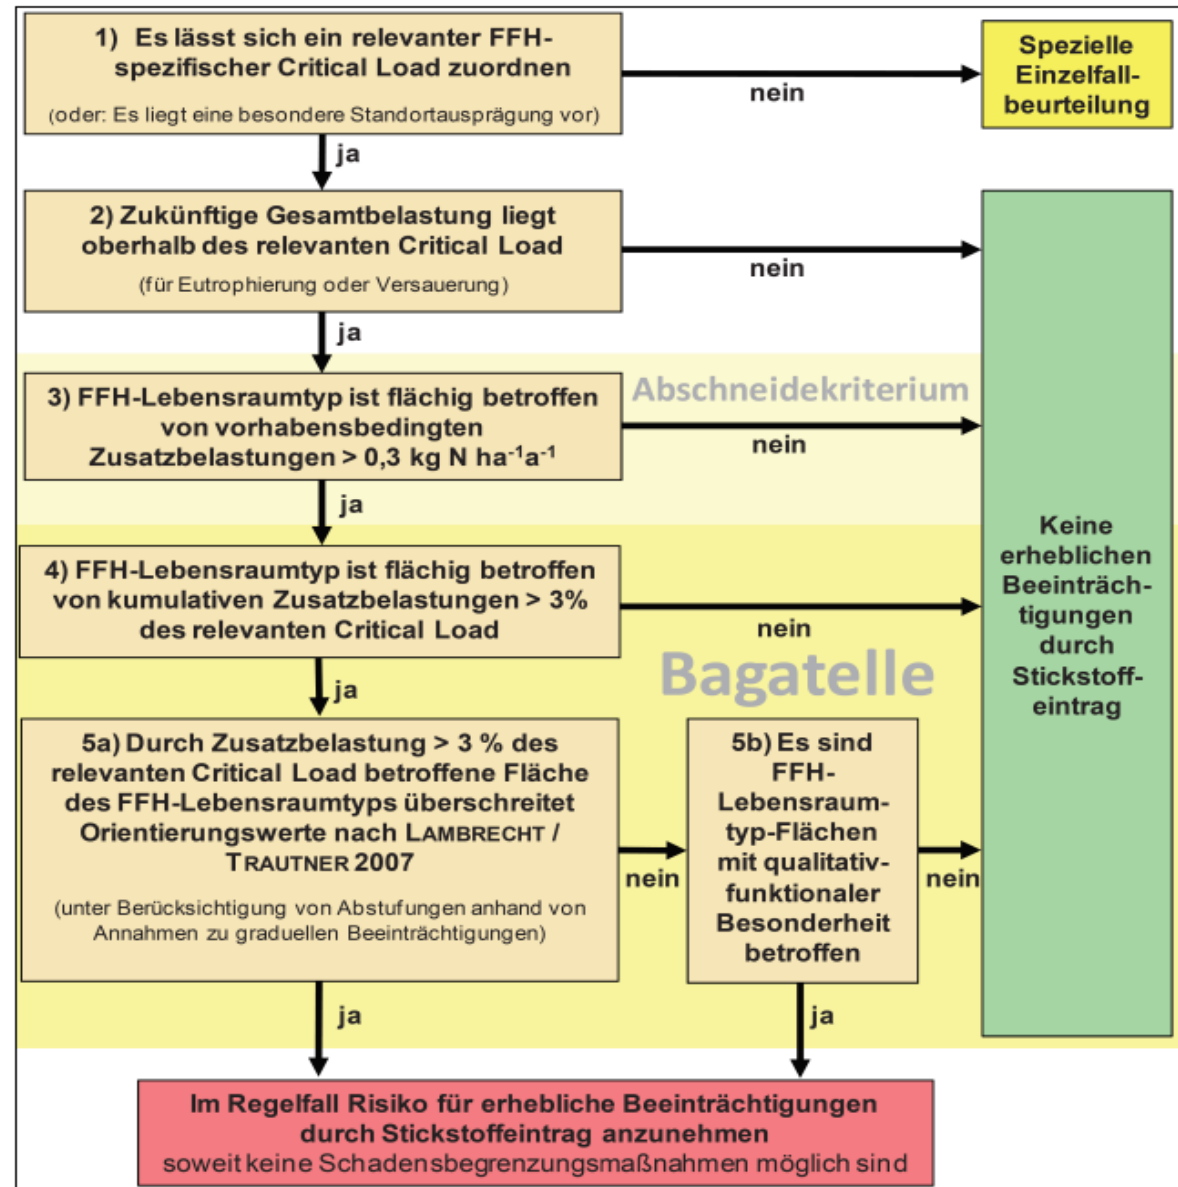 1) Es lässt sich ein relevanter FFH-
spezifischer Critical Load zuordnen
(oder: Es liegt eine besondere Standortausprägung vor)
nein
Spezielle
Einzelfall-
beurteilung
ja
2) Zukünftige Gesamtbelastung liegt
oberhalb des relevanten Critical Load
(für Eutrophierung oder Versauerung)
nein
ja
Abschneidekriterium
3) FFH-Lebensraumtyp ist flächig betroffen
von vorhabensbedingten
Zusatzbelastungen > 0,3 kg N ha⁻¹a⁻¹
nein
ja
4) FFH-Lebensraumtyp ist flächig betroffen
von kumulativen Zusatzbelastungen > 3%
des relevanten Critical Load
nein
Bagatelle
ja
5a) Durch Zusatzbelastung > 3 % des
relevanten Critical Load betroffene Fläche
des FFH-Lebensraumtyps überschreitet
Orientierungswerte nach LAMBRECHT /
TRAUTNER 2007
(unter Berücksichtigung von Abstufungen anhand von
Annahmen zu graduellen Beeinträchtigungen)
nein
5b) Es sind
FFH-
Lebensraum-
typ-Flächen
mit qualitativ-
funktionaler
Besonderheit
betroffen
nein
Keine
erheblichen
Beeinträch-
tigungen
durch
Stickstoff-
eintrag
ja
ja
Im Regelfall Risiko für erhebliche Beeinträchtigungen
durch Stickstoffeintrag anzunehmen
soweit keine Schadensbegrenzungsmaßnahmen möglich sind